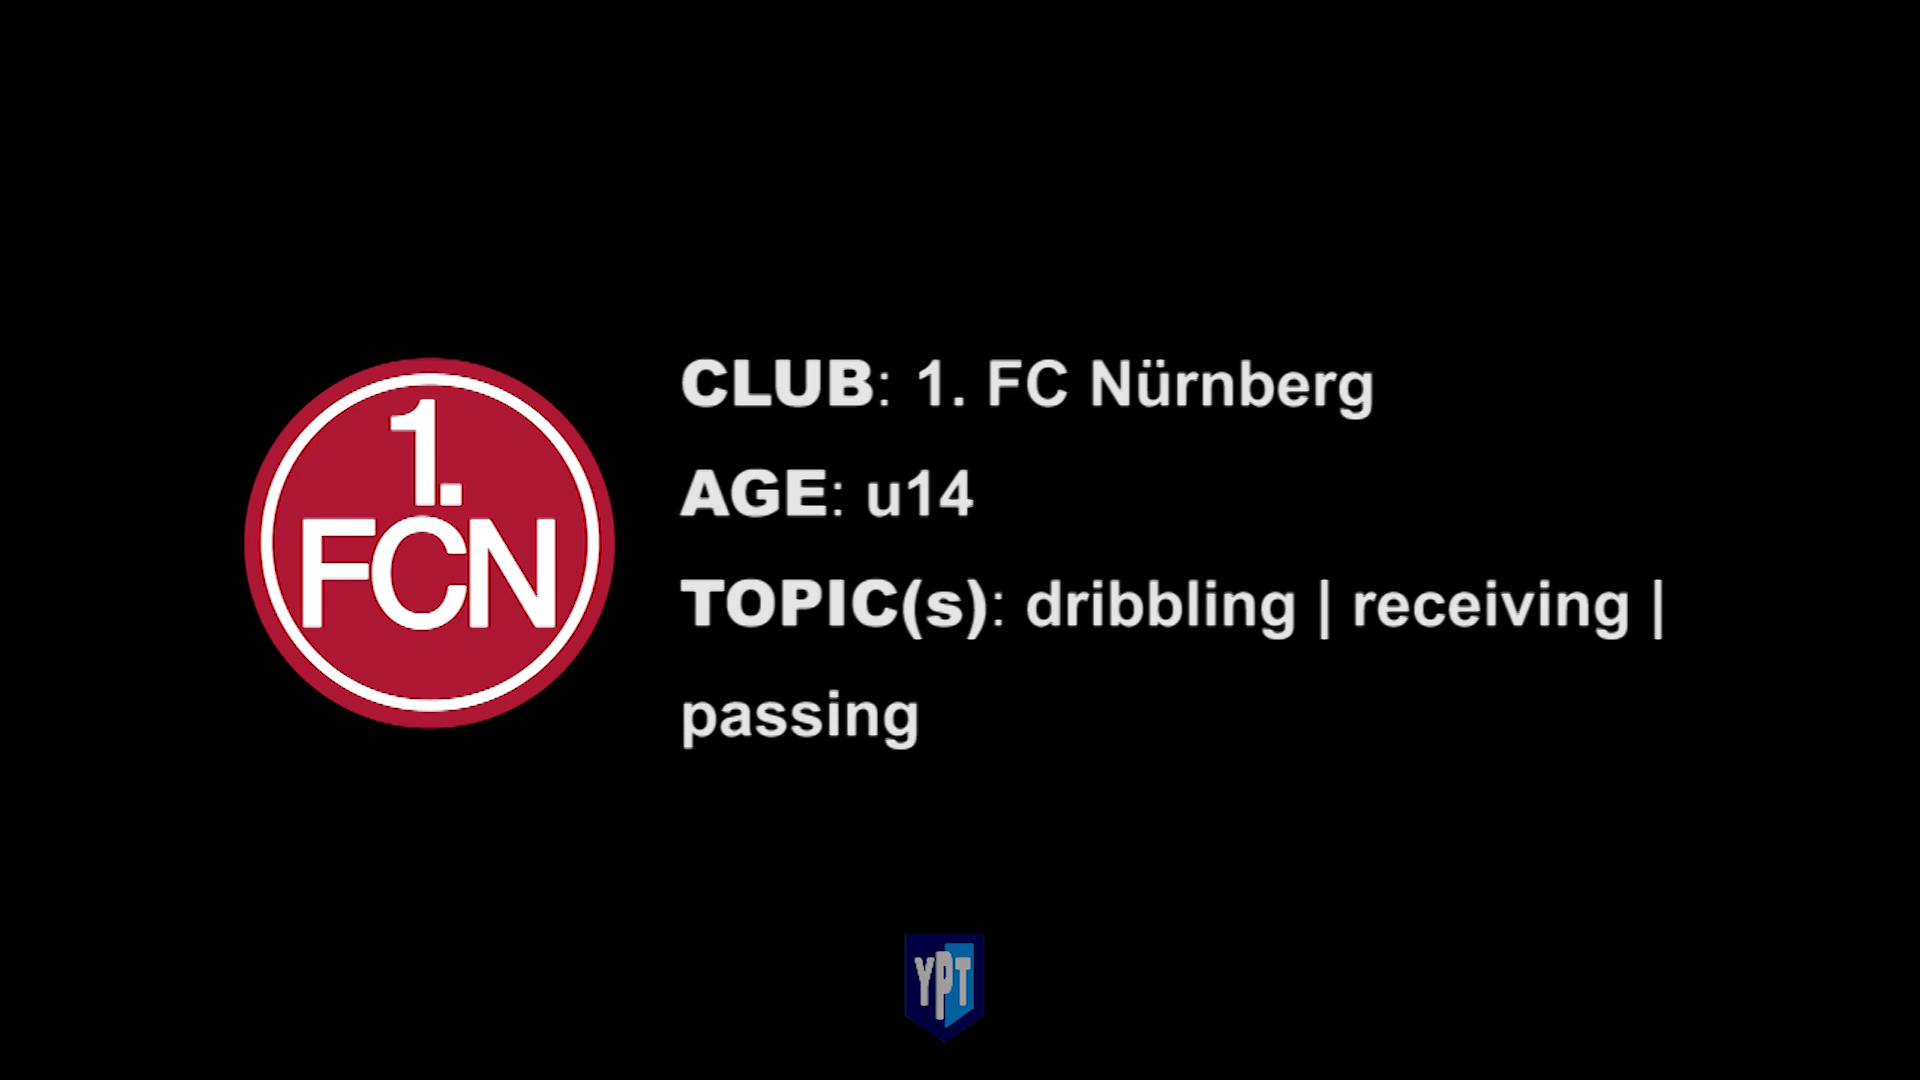 1.
FCN
CLUB: 1. FC Nürnberg
AGE: u14
TOPIC(s): dribbling | receiving |
passing
YPT